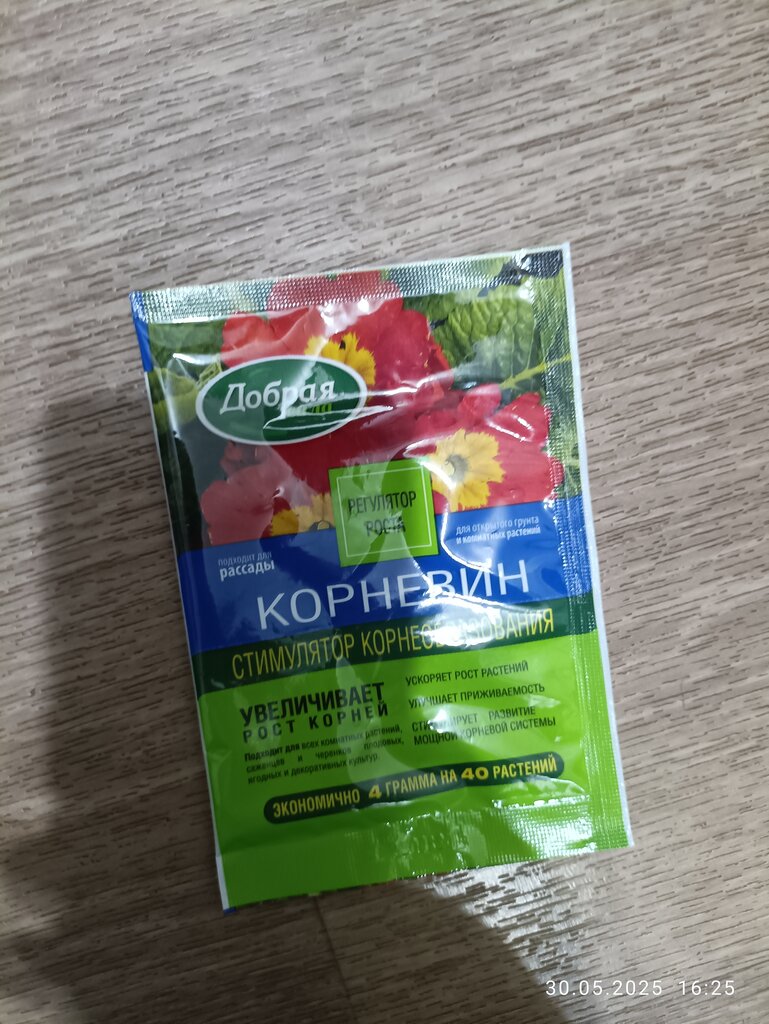 Добрая
РЕГУЛЯТОР
РОСТА
подходит для
рассады
для открытого грунта
и комнатных растений
КОРНЕВИН
СТИМУЛЯТОР КОРНЕОБРАЗОВАНИЯ
УВЕЛИЧИВАЕТ
РОСТ КОРНЕЙ
Подходит для всех комнатных растений,
саженцев и черенков плодовых,
ягодных и декоративных культур.
УСКОРЯЕТ РОСТ РАСТЕНИЙ
УЛУЧШАЕТ ПРИЖИВАЕМОСТЬ
СТИМУЛИРУЕТ РАЗВИТИЕ
МОЩНОЙ КОРНЕВОЙ СИСТЕМЫ
ЭКОНОМИЧНО 4 ГРАММА НА 40 РАСТЕНИЙ
30.05.2025 16:25